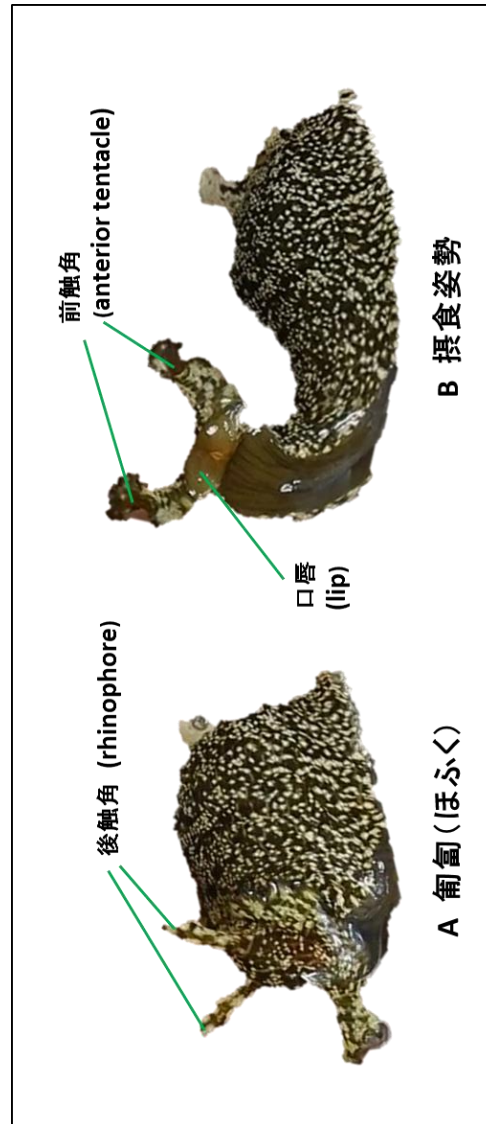 後触角 (rhinophore)
前触角
(anterior tentacle)
口唇
(lip)
A 葡匐(ほふく)
B 摂食姿勢